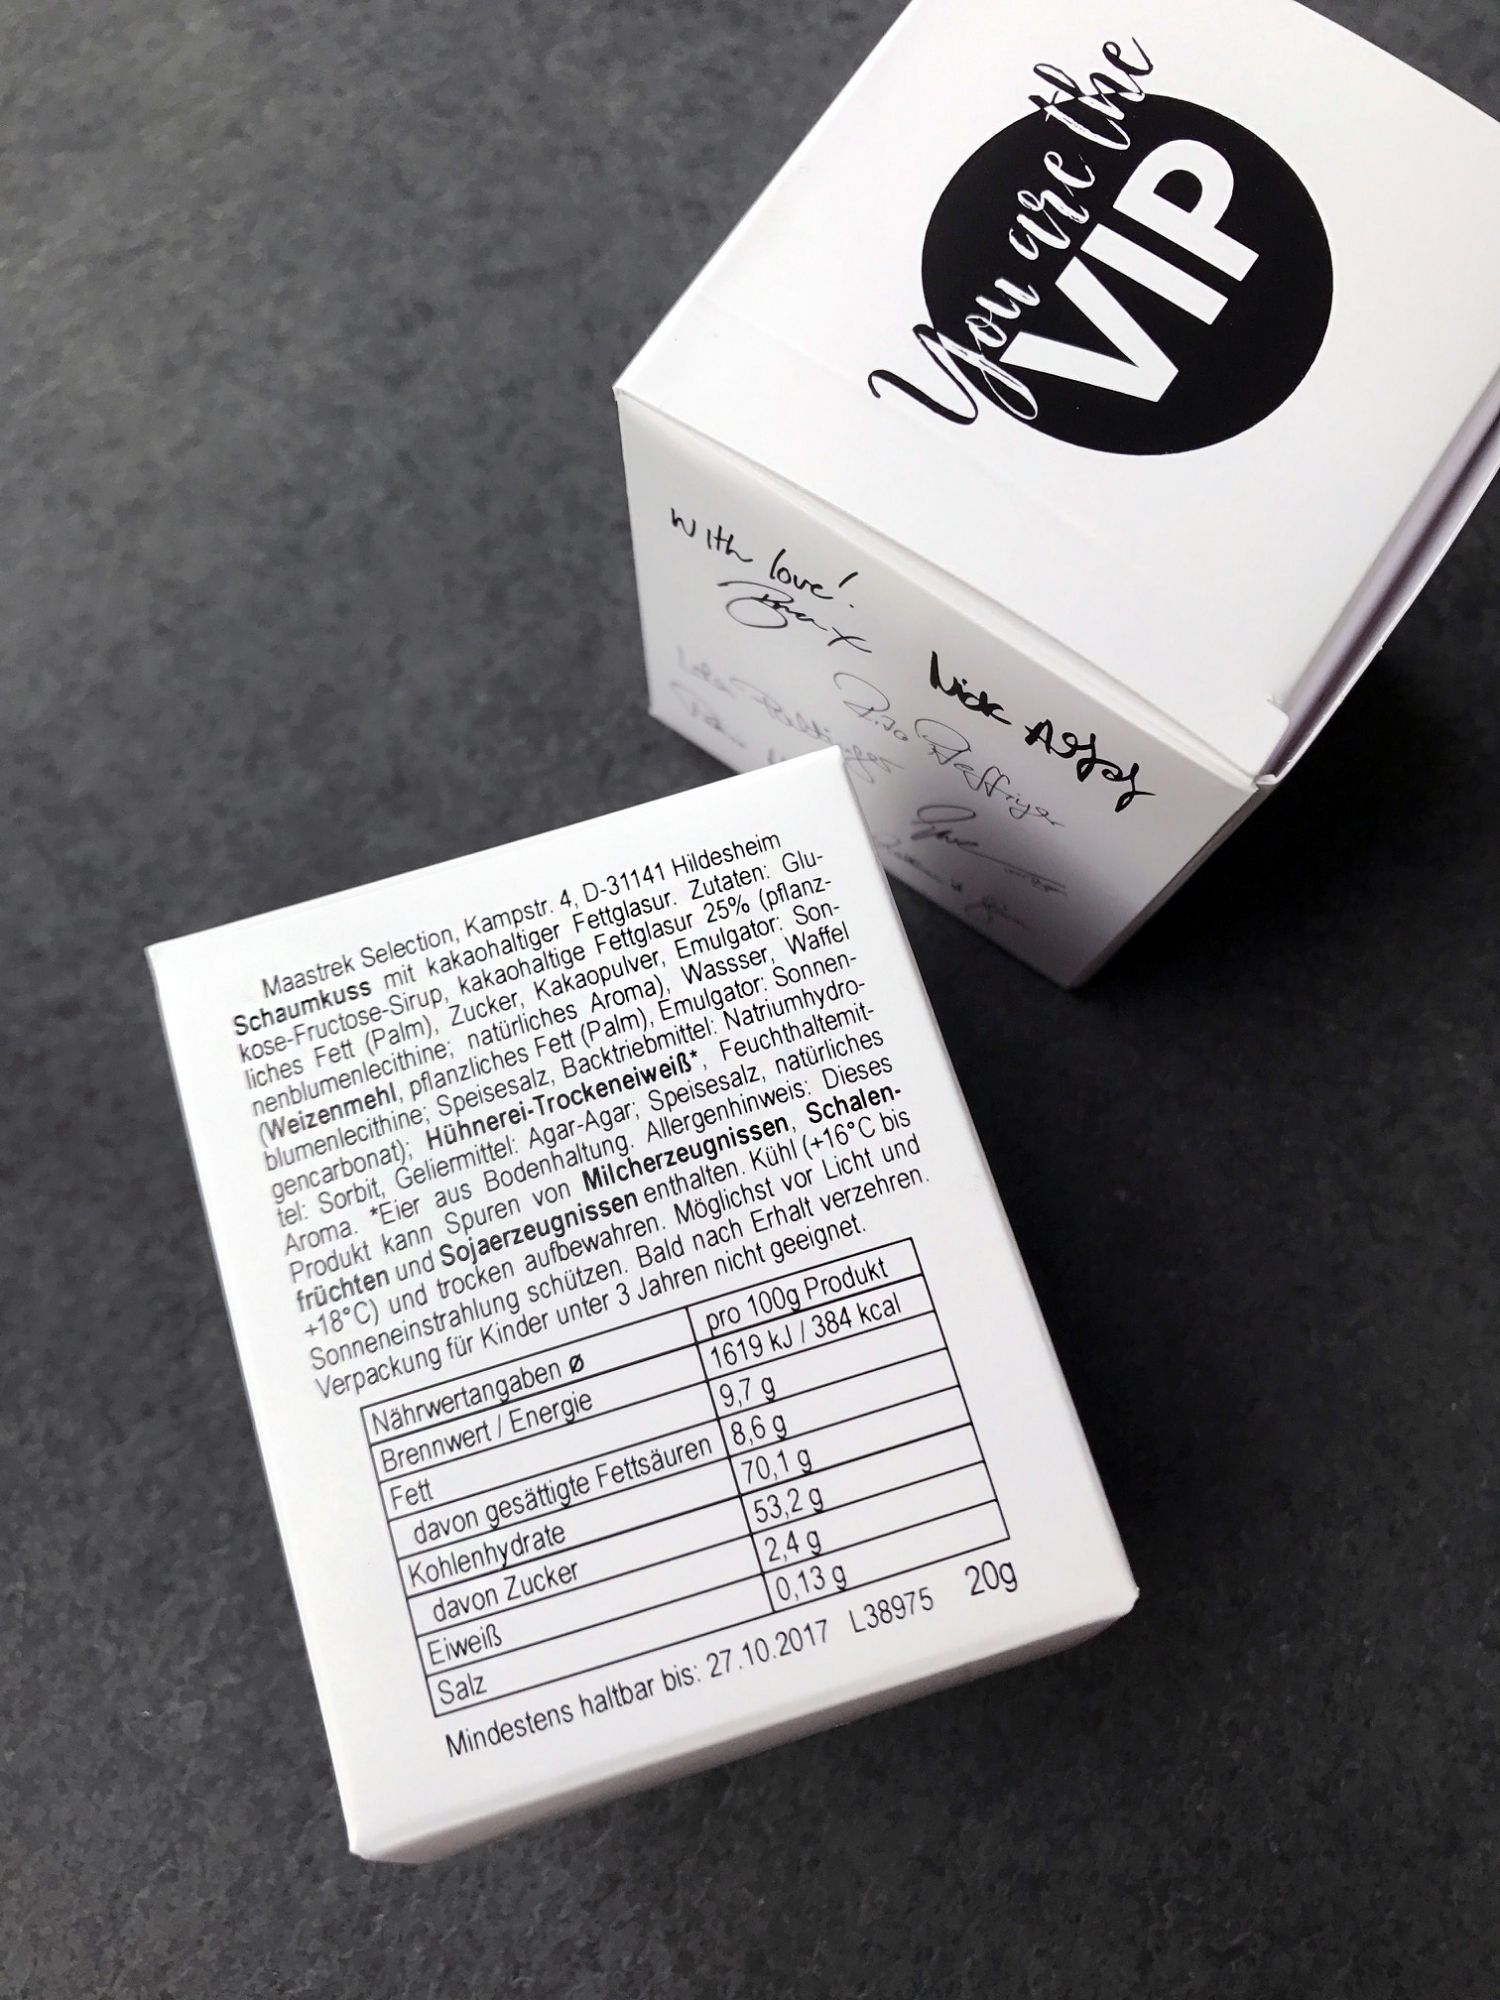 You are the
VIP
With love!
Nick
Maastrek Selection, Kampstr. 4, D-31141 Hildesheim
Schaumkuss mit kakaohaltiger Fettglasur. Zutaten: Glu-
kose-Fructose-Sirup, kakaohaltige Fettglasur 25% (pflanz-
liches Fett (Palm), Zucker, Kakaopulver, Emulgator: Son-
nenblumenlecithine; natürliches Aroma), Wassser, Waffel
(Weizenmehl, pflanzliches Fett (Palm), Emulgator: Sonnen-
blumenlecithine; Speisesalz, Backtriebmittel: Natriumhydro-
gencarbonat); Hühnerei-Trockeneiweiß*, Feuchthaltemit-
tel: Sorbit, Geliermittel: Agar-Agar; Speisesalz, natürliches
Aroma. *Eier aus Bodenhaltung. Allergenhinweis: Dieses
Produkt kann Spuren von Milcherzeugnissen, Schalen-
früchten und Sojaerzeugnissen enthalten. Kühl (+16°C bis
+18°C) und trocken aufbewahren. Möglichst vor Licht und
Sonneneinstrahlung schützen. Bald nach Erhalt verzehren.
Verpackung für Kinder unter 3 Jahren nicht geeignet.
Nährwertangaben ø pro 100g Produkt
Brennwert / Energie 1619 kJ / 384 kcal
Fett 9,7 g
davon gesättigte Fettsäuren 8,6 g
Kohlenhydrate 70,1 g
davon Zucker 53,2 g
Eiweiß 2,4 g
Salz 0,13 g
Mindestens haltbar bis: 27.10.2017 L38975 20g